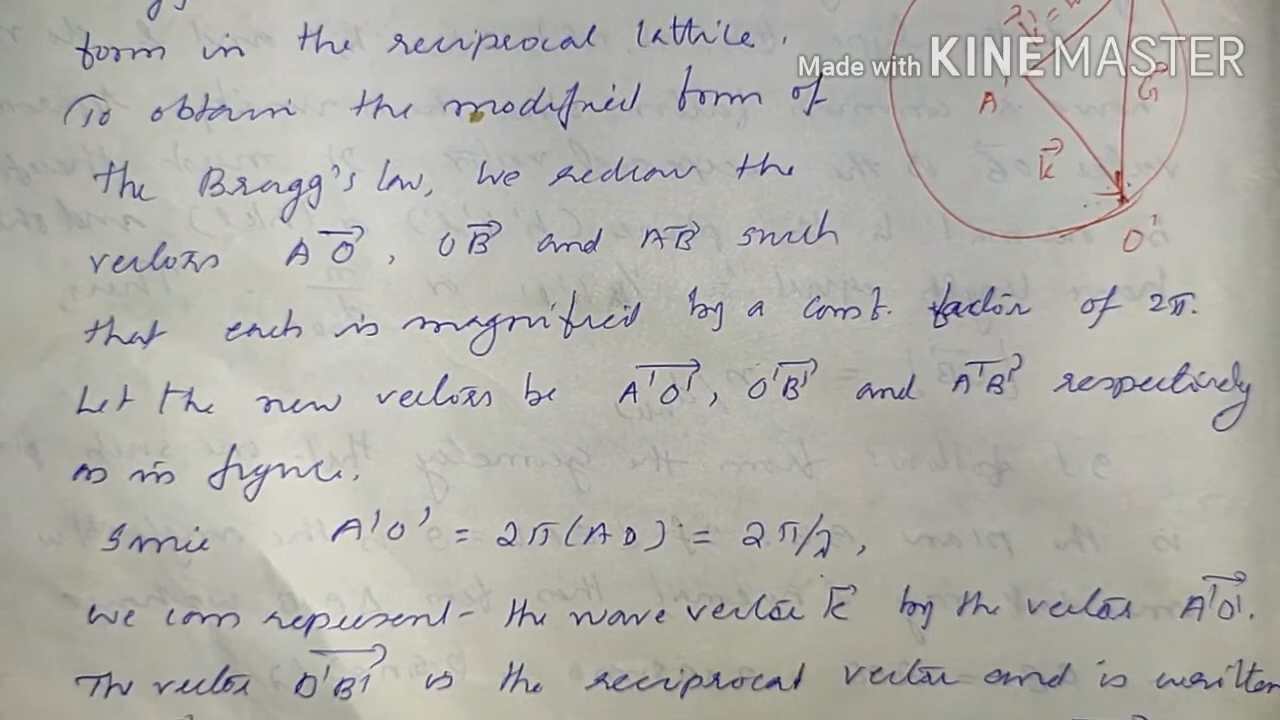 form in the reciprocal lattice.
Made with KINEMASTER
To obtain the modified form of
A'
G
the Bragg's law, we redraw the
k
vectors AO, OB and AB such
O'
that each is magnified by a const. factor of 2π.
Let the new vectors be A'O', O'B' and A'B' respectively
as in figure.
Since A'O' = 2π(AO) = 2π/λ,
we can represent the wave vector k by the vector A'O'.
The vector O'B' is the reciprocal vector and is written